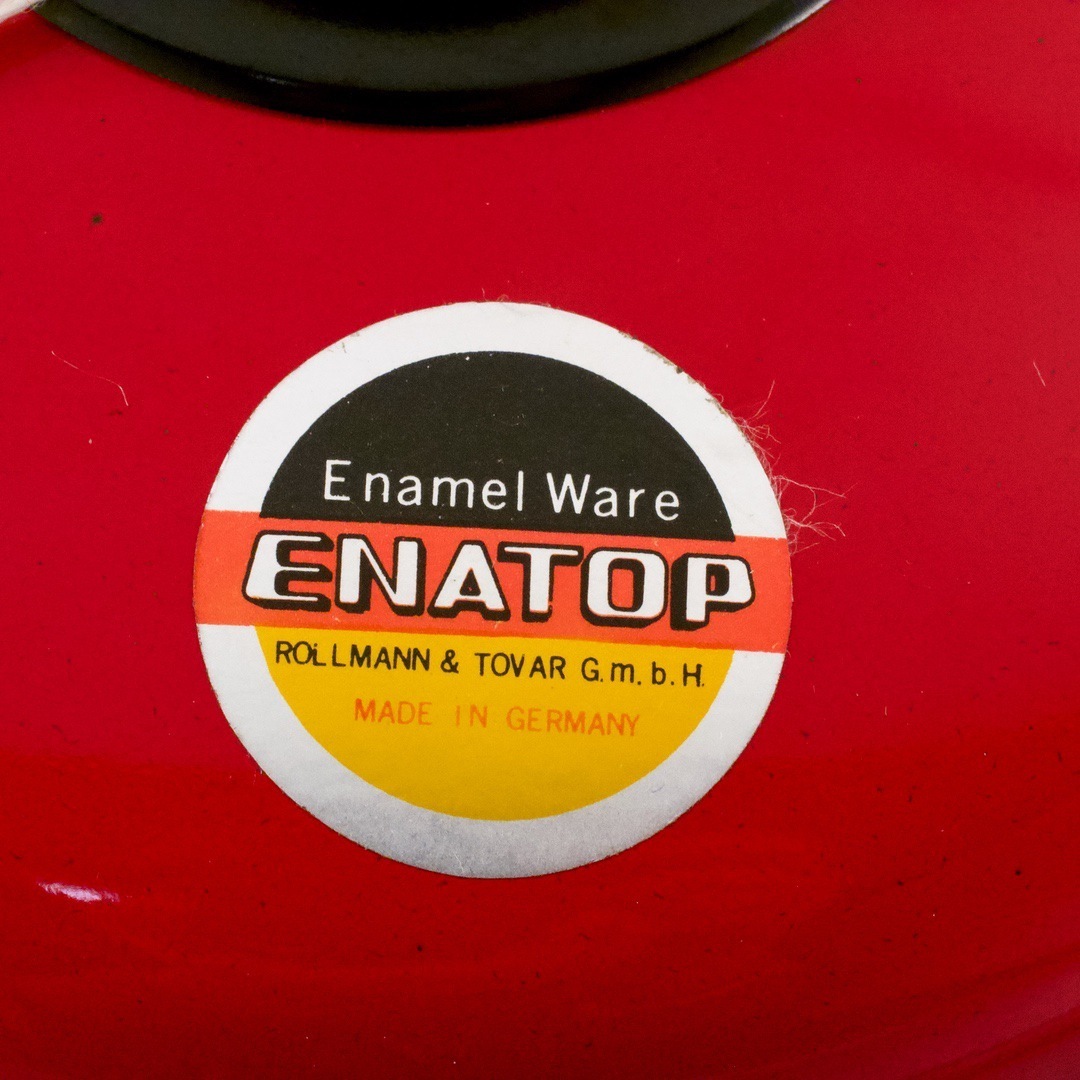 Enamel Ware
ENATOP
ROLLMANN & TOVAR G.m.b.H.
MADE IN GERMANY